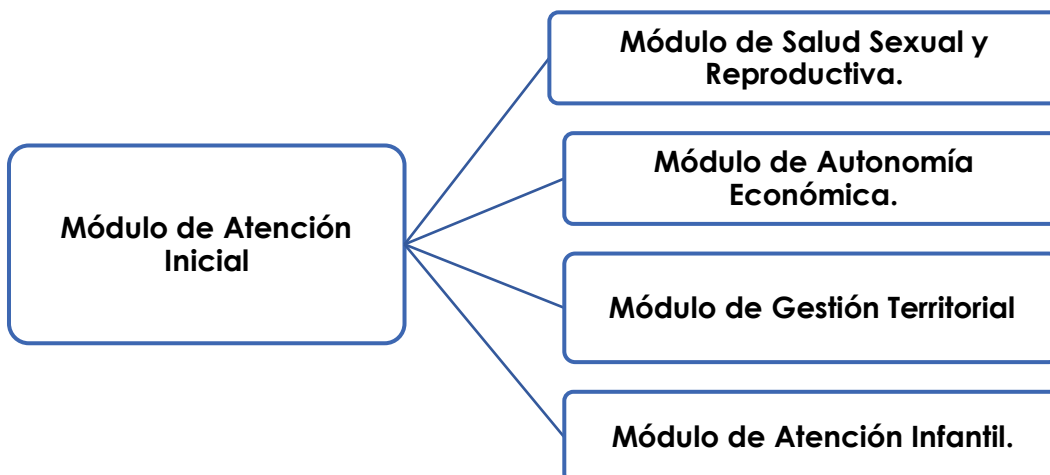 Módulo de Salud Sexual y
Reproductiva.
Módulo de Autonomía
Económica.
Módulo de Atención
Inicial
Módulo de Gestión Territorial
Módulo de Atención Infantil.